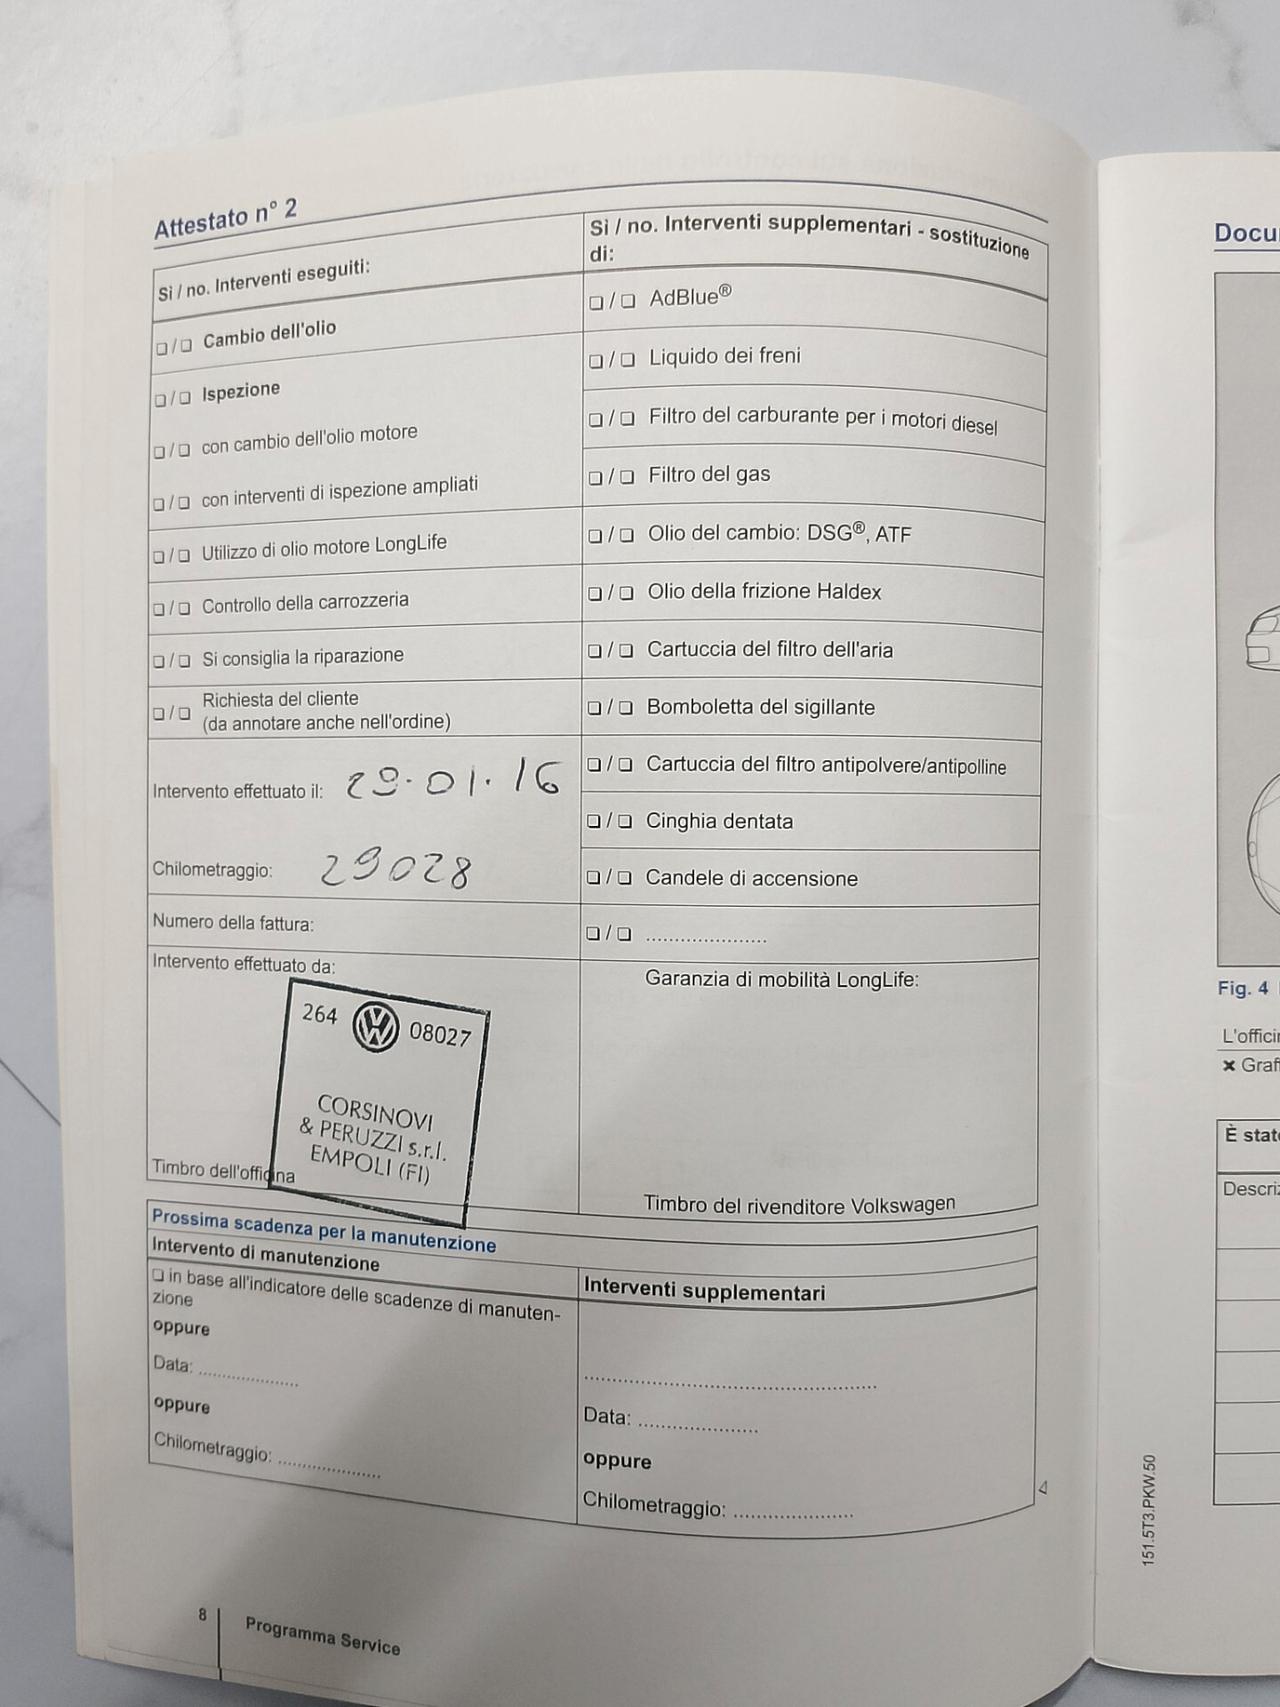 Attestato n° 2
Sì / no. Interventi eseguiti:
❏ / ❏ Cambio dell'olio
❏ / ❏ Ispezione
❏ / ❏ con cambio dell'olio motore
❏ / ❏ con interventi di ispezione ampliati
❏ / ❏ Utilizzo di olio motore LongLife
❏ / ❏ Controllo della carrozzeria
❏ / ❏ Si consiglia la riparazione
❏ / ❏ Richiesta del cliente
(da annotare anche nell'ordine)
Intervento effettuato il: 29.01.16
Chilometraggio: 29028
Numero della fattura:
Intervento effettuato da:
264 VW 08027
CORSINOVI
& PERUZZI s.r.l.
EMPOLI (FI)
Timbro dell'officina
Sì / no. Interventi supplementari - sostituzione
di:
❏ / ❏ AdBlue®
❏ / ❏ Liquido dei freni
❏ / ❏ Filtro del carburante per i motori diesel
❏ / ❏ Filtro del gas
❏ / ❏ Olio del cambio: DSG®, ATF
❏ / ❏ Olio della frizione Haldex
❏ / ❏ Cartuccia del filtro dell'aria
❏ / ❏ Bomboletta del sigillante
❏ / ❏ Cartuccia del filtro antipolvere/antipolline
❏ / ❏ Cinghia dentata
❏ / ❏ Candele di accensione
❏ / ❏ .....................
Garanzia di mobilità LongLife:
Timbro del rivenditore Volkswagen
Prossima scadenza per la manutenzione
Intervento di manutenzione
❏ in base all'indicatore delle scadenze di manuten-
zione
oppure
Data: ..................
oppure
Chilometraggio: ..................
Interventi supplementari
..................................................
Data: .....................
oppure
Chilometraggio: .....................
8 Programma Service
Docu
Fig. 4
L'offici
✖ Graf
È stat
Descriz
151.5T3.PKW.50